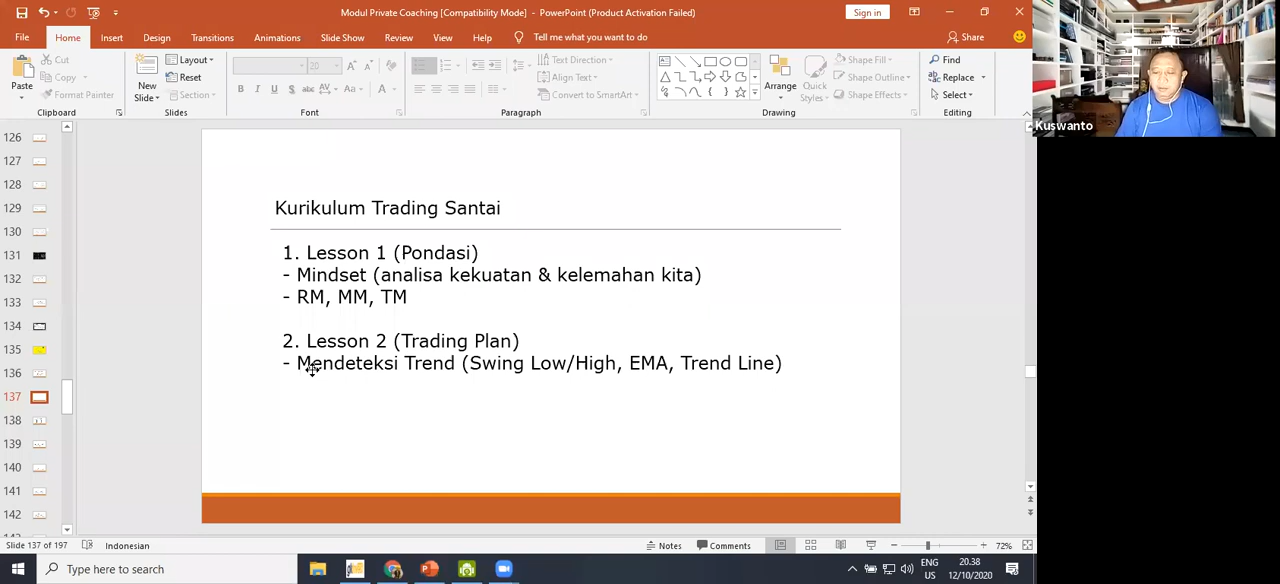 Modul Private Coaching [Compatibility Mode] - PowerPoint (Product Activation Failed)
Sign in
File Home Insert Design Transitions Animations Slide Show Review View Help Tell me what you want to do
Share
Paste
Cut
Copy
Format Painter
Clipboard
New Slide
Layout
Reset
Section
Slides
20
B I U S abc AV Aa A
Font
Text Direction
Align Text
Convert to SmartArt
Paragraph
Arrange
Quick Styles
Shape Fill
Shape Outline
Shape Effects
Drawing
Find
Replace
Select
Editing
Kuswanto
126
127
128
129
130
131
132
133
134
135
136
137
138
139
140
141
142
Kurikulum Trading Santai
1. Lesson 1 (Pondasi)
- Mindset (analisa kekuatan & kelemahan kita)
- RM, MM, TM
2. Lesson 2 (Trading Plan)
- Mendeteksi Trend (Swing Low/High, EMA, Trend Line)
Slide 137 of 197 Indonesian
Notes Comments
72%
Type here to search
ENG
US
20.38
12/10/2020